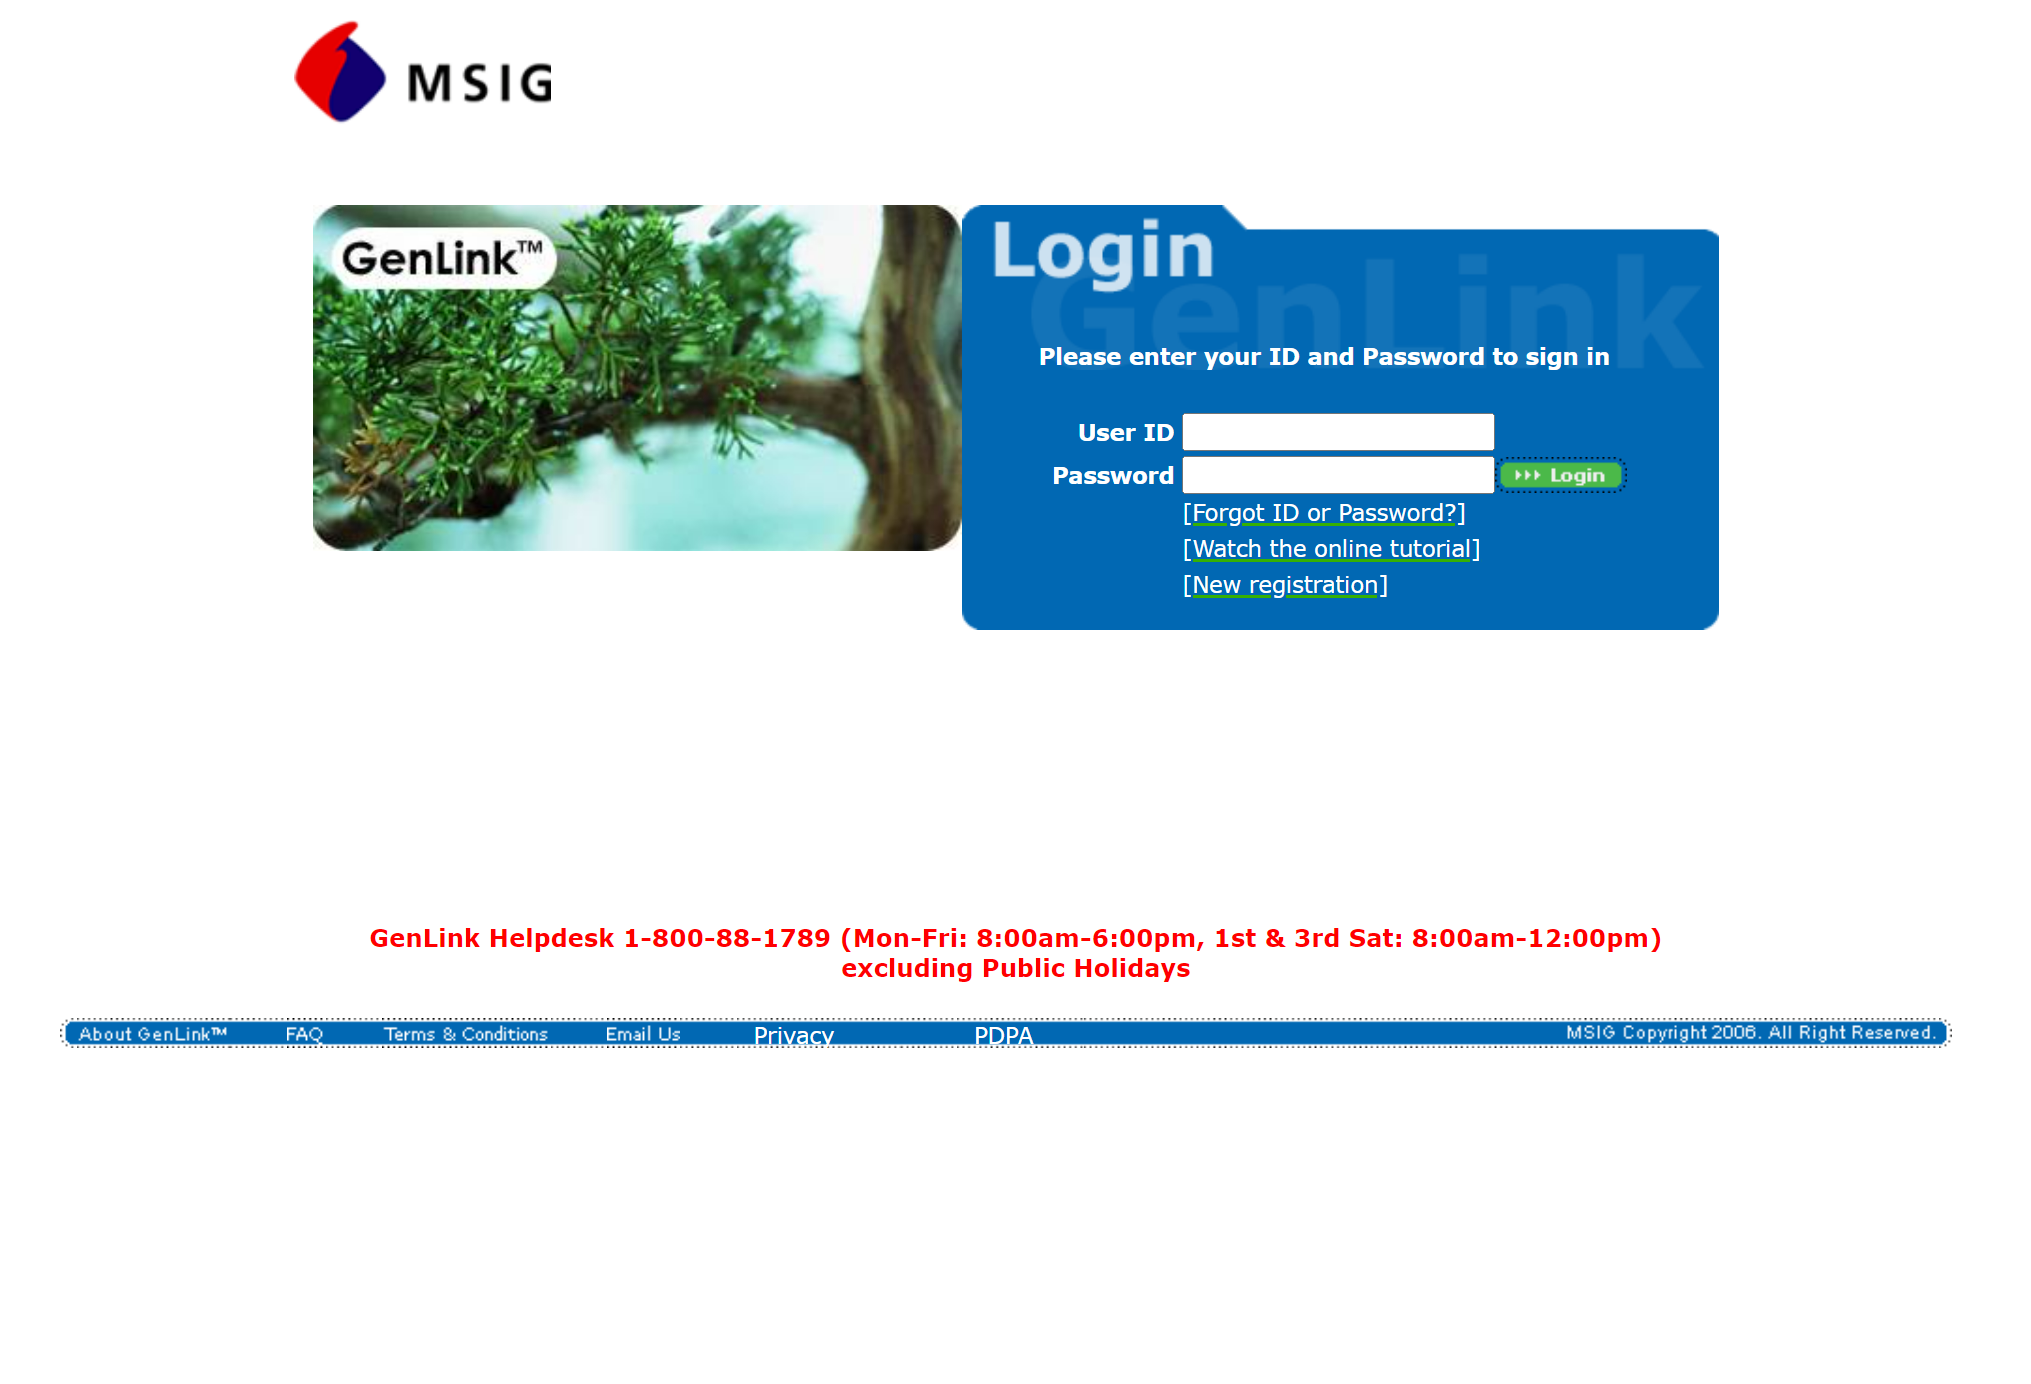 MSIG
GenLink™
Login
GenLink
Please enter your ID and Password to sign in
User ID
Password
Login
[Forgot ID or Password?]
[Watch the online tutorial]
[New registration]
GenLink Helpdesk 1-800-88-1789 (Mon-Fri: 8:00am-6:00pm, 1st & 3rd Sat: 8:00am-12:00pm)
excluding Public Holidays
About GenLink™ FAQ Terms & Conditions Email Us Privacy PDPA MSIG Copyright 2006. All Right Reserved.